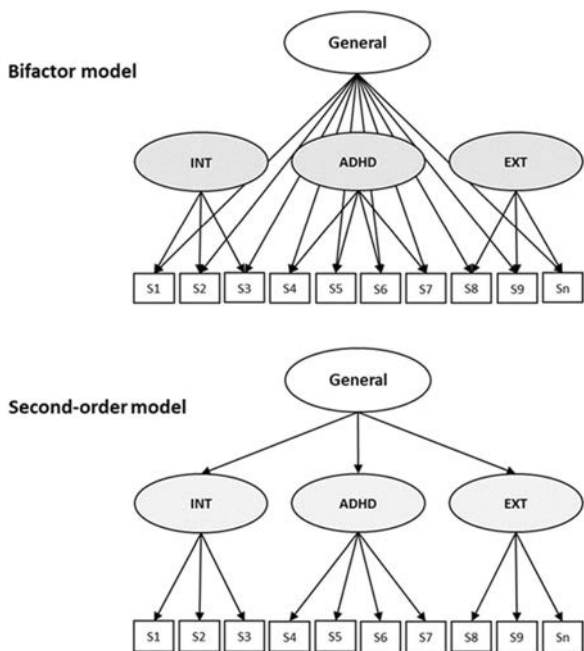 General
Bifactor model
INT ADHD EXT
S1 S2 S3 S4 S5 S6 S7 S8 S9 Sn
General
Second-order model
INT ADHD EXT
S1 S2 S3 S4 S5 S6 S7 S8 S9 Sn